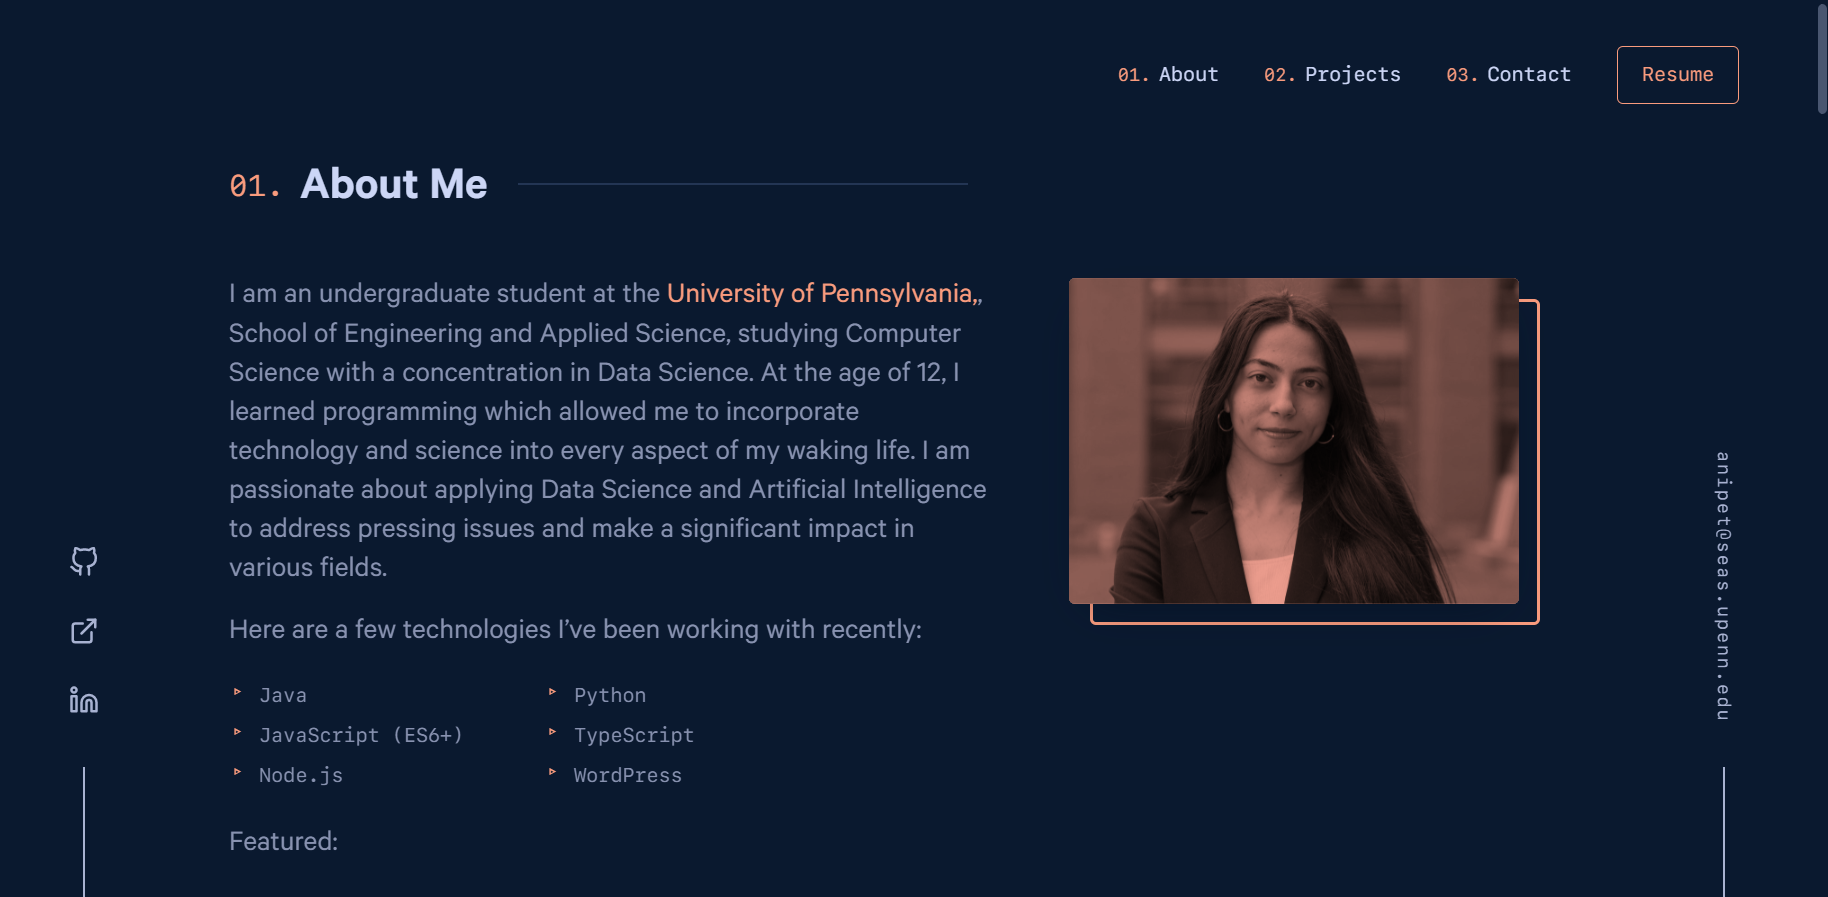 01. About
02. Projects
03. Contact
Resume
01. About Me
I am an undergraduate student at the University of Pennsylvania,,
School of Engineering and Applied Science, studying Computer
Science with a concentration in Data Science. At the age of 12, I
learned programming which allowed me to incorporate
technology and science into every aspect of my waking life. I am
passionate about applying Data Science and Artificial Intelligence
to address pressing issues and make a significant impact in
various fields.
Here are a few technologies I’ve been working with recently:
▹ Java
▹ Python
▹ JavaScript (ES6+)
▹ TypeScript
▹ Node.js
▹ WordPress
Featured:
in
anipet@seas.upenn.edu